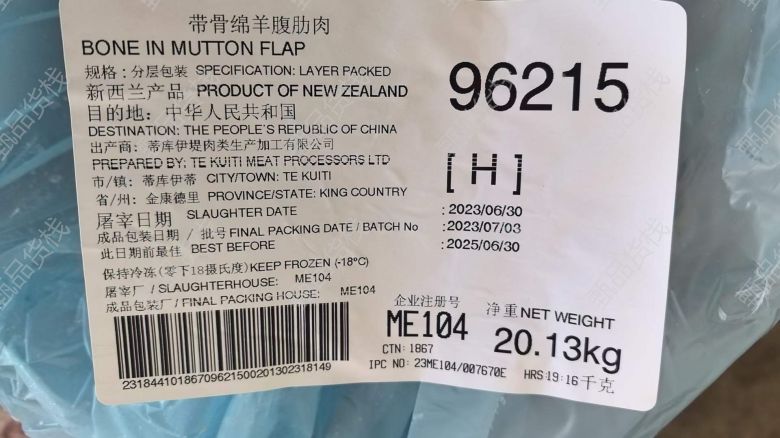 带骨绵羊腹肋肉
BONE IN MUTTON FLAP
规格：分层包装 SPECIFICATION: LAYER PACKED
新西兰产品 PRODUCT OF NEW ZEALAND
96215
目的地：中华人民共和国
DESTINATION: THE PEOPLE'S REPUBLIC OF CHINA
出产商：蒂库伊堤肉类生产加工有限公司
PREPARED BY: TE KUITI MEAT PROCESSORS LTD
[ H ]
市/镇：蒂库伊蒂 CITY/TOWN: TE KUITI
省/州：金康德里 PROVINCE/STATE: KING COUNTRY
屠宰日期 SLAUGHTER DATE : 2023/06/30
成品包装日期 / 批号 FINAL PACKING DATE / BATCH No : 2023/07/03
此日期前最佳 BEST BEFORE : 2025/06/30
保持冷冻（零下18摄氏度）KEEP FROZEN (-18°C)
屠宰厂 / SLAUGHTERHOUSE: ME104
成品包装厂 / FINAL PACKING HOUSE: ME104
企业注册号
ME104
净重 NET WEIGHT
20.13kg
CTN: 1867
IPC NO: 23ME104/007670E
HRS: 19:16 千克
23184410186709621500201302318149
甄品货栈